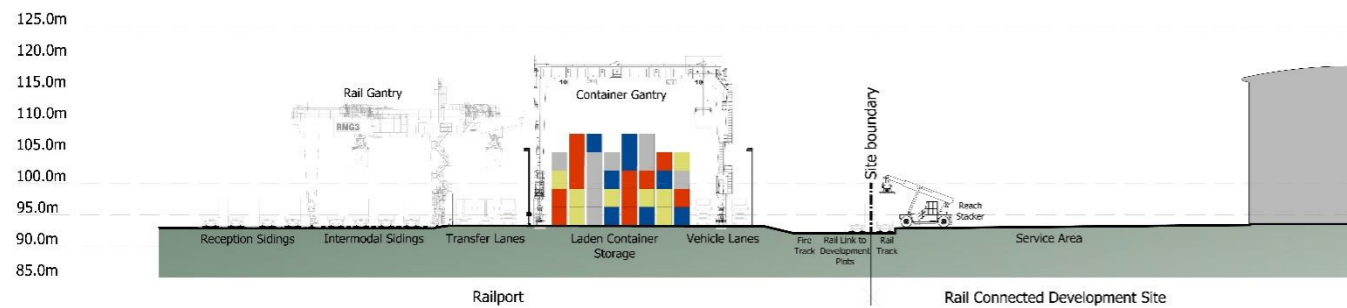 125.0m
120.0m
115.0m
110.0m
105.0m
100.0m
95.0m
90.0m
85.0m
Rail Gantry
RMG3
Container Gantry
10
10
Site boundary
Reach
Stacker
Reception Sidings
Intermodal Sidings
Transfer Lanes
Laden Container
Storage
Vehicle Lanes
Fire
Track
Rail Link to
Development
Plots
Rail
Track
Service Area
Railport
Rail Connected Development Site